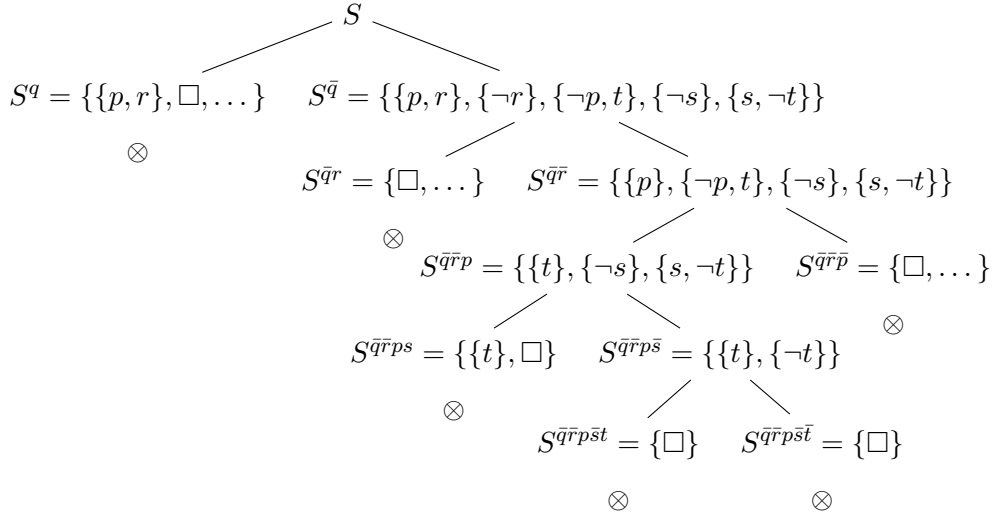 S
S^q = {{p, r}, □, . . . } S^q̄ = {{p, r}, {¬r}, {¬p, t}, {¬s}, {s, ¬t}}
⊗
S^q̄r = {□, . . . } S^q̄r̄ = {{p}, {¬p, t}, {¬s}, {s, ¬t}}
⊗
S^q̄r̄p = {{t}, {¬s}, {s, ¬t}} S^q̄r̄p̄ = {□, . . . }
⊗
S^q̄r̄ps = {{t}, □} S^q̄r̄ps̄ = {{t}, {¬t}}
⊗
S^q̄r̄ps̄t = {□} S^q̄r̄ps̄t̄ = {□}
⊗ ⊗